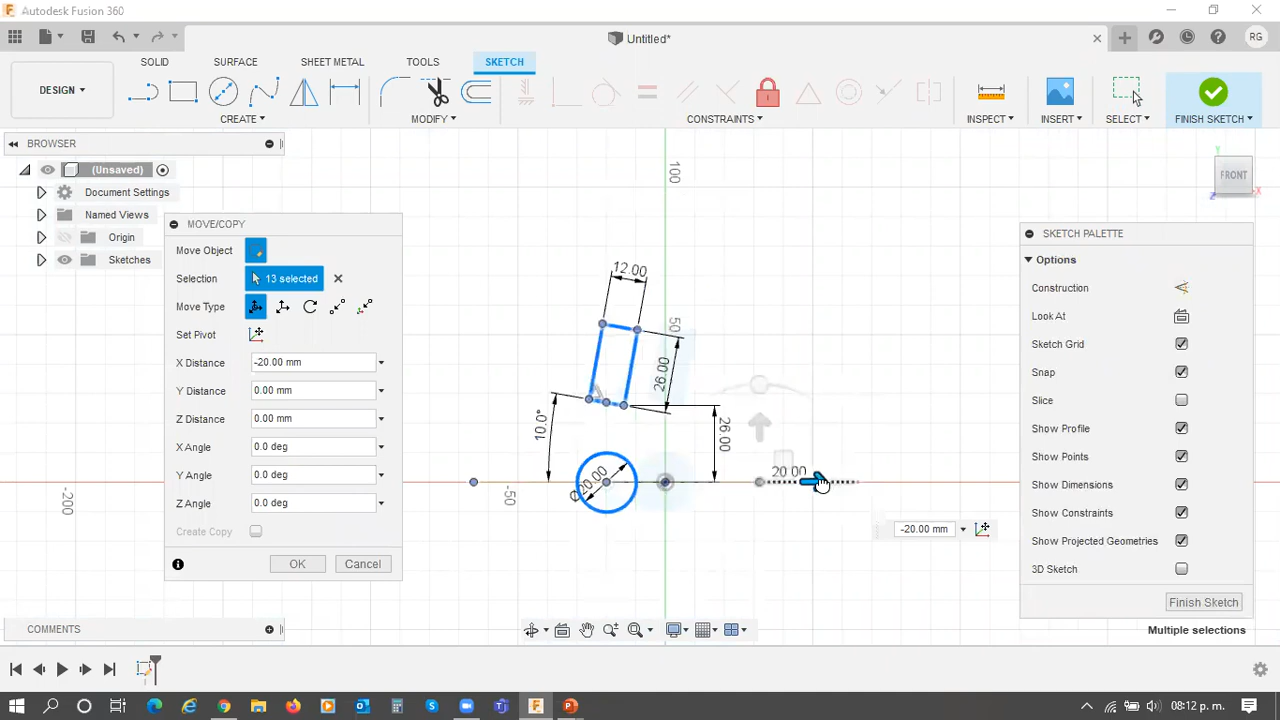 Autodesk Fusion 360
Untitled*
RG
SOLID SURFACE SHEET METAL TOOLS SKETCH
DESIGN
CREATE MODIFY CONSTRAINTS INSPECT INSERT SELECT FINISH SKETCH
BROWSER
(Unsaved)
Document Settings
Named Views
Origin
Sketches
MOVE/COPY
Move Object
Selection 13 selected
Move Type
Set Pivot
X Distance -20.00 mm
Y Distance 0.00 mm
Z Distance 0.00 mm
X Angle 0.0 deg
Y Angle 0.0 deg
Z Angle 0.0 deg
Create Copy
OK Cancel
100
50
12.00
26.00
10.0°
26.00
Ø20.00
20.00
-200
-50
-20.00 mm
Y
FRONT
X
Z
SKETCH PALETTE
Options
Construction
Look At
Sketch Grid
Snap
Slice
Show Profile
Show Points
Show Dimensions
Show Constraints
Show Projected Geometries
3D Sketch
Finish Sketch
COMMENTS
Multiple selections
08:12 p. m.